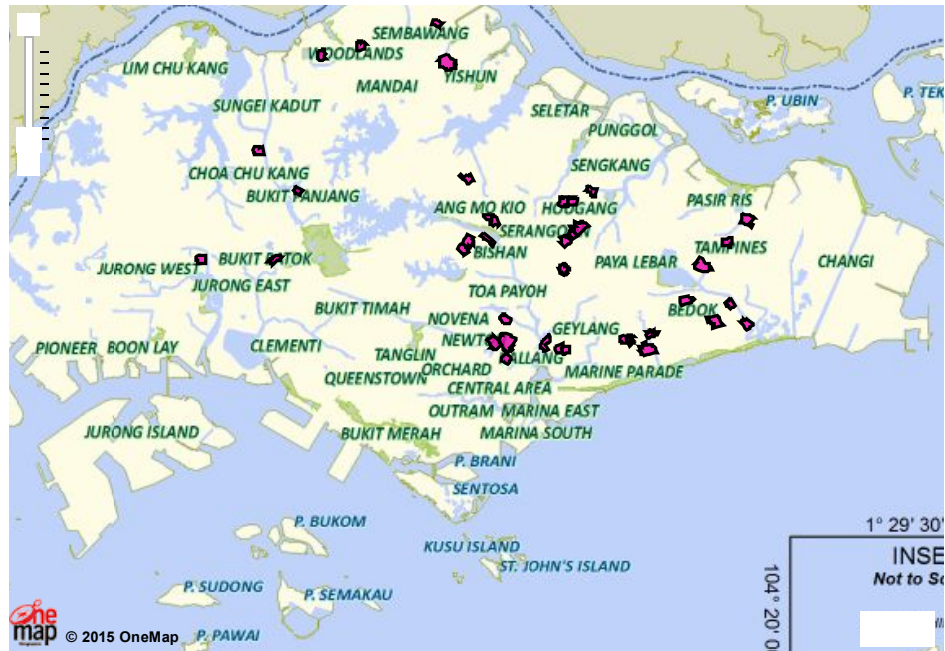 SEMBAWANG
WOODLANDS
LIM CHU KANG
YISHUN
MANDAI
P. UBIN
P. TEK
SUNGEI KADUT
SELETAR
PUNGGOL
SENGKANG
CHOA CHU KANG
BUKIT PANJANG
PASIR RIS
ANG MO KIO
HOUGANG
SERANGOON
TAMPINES
BISHAN
BUKIT BATOK
PAYA LEBAR
CHANGI
JURONG WEST
JURONG EAST
TOA PAYOH
BUKIT TIMAH
BEDOK
NOVENA
GEYLANG
NEWTON
PIONEER
BOON LAY
CLEMENTI
TANGLIN
KALLANG
ORCHARD
MARINE PARADE
QUEENSTOWN
CENTRAL AREA
OUTRAM
MARINA EAST
JURONG ISLAND
BUKIT MERAH
MARINA SOUTH
P. BRANI
SENTOSA
P. BUKOM
1° 29' 30'
KUSU ISLAND
INSE
ST. JOHN'S ISLAND
Not to Sc
104° 20' 0
P. SUDONG
P. SEMAKAU
One
map © 2015 OneMap
P. PAWAI